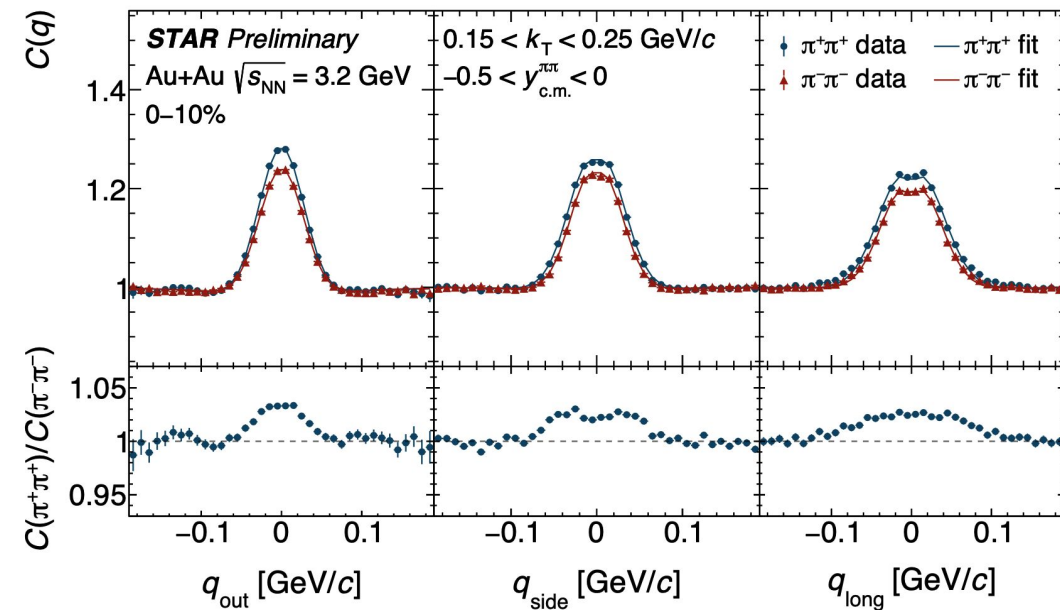 C(q)
STAR Preliminary
Au+Au √s_NN = 3.2 GeV
0–10%
0.15 < k_T < 0.25 GeV/c
–0.5 < y^ππ_c.m. < 0
π⁺π⁺ data
π⁺π⁺ fit
π⁻π⁻ data
π⁻π⁻ fit
1.4
1.2
1
C(π⁺π⁺)/C(π⁻π⁻)
1.05
1
0.95
−0.1 0 0.1 −0.1 0 0.1 −0.1 0 0.1
q_out [GeV/c] q_side [GeV/c] q_long [GeV/c]